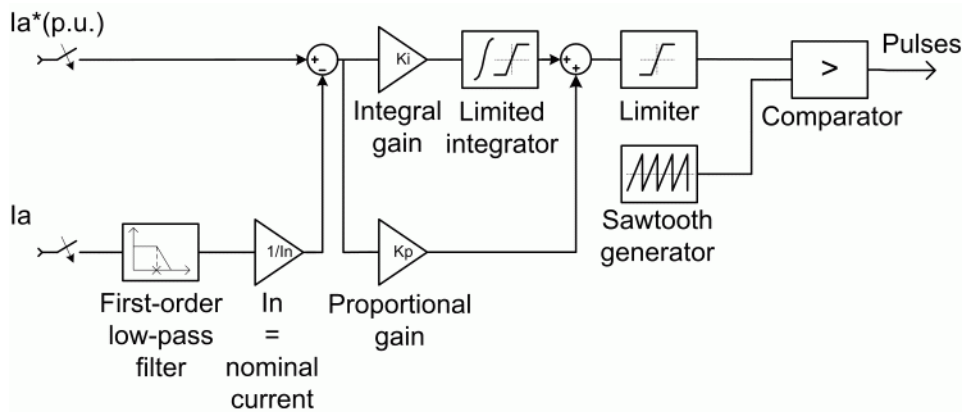 Ia*(p.u.)
+
−
Ki
+
+
>
Pulses
Integral
gain
Limited
integrator
Limiter
Comparator
Sawtooth
generator
Ia
1/In
Kp
First-order
low-pass
filter
In
=
nominal
current
Proportional
gain